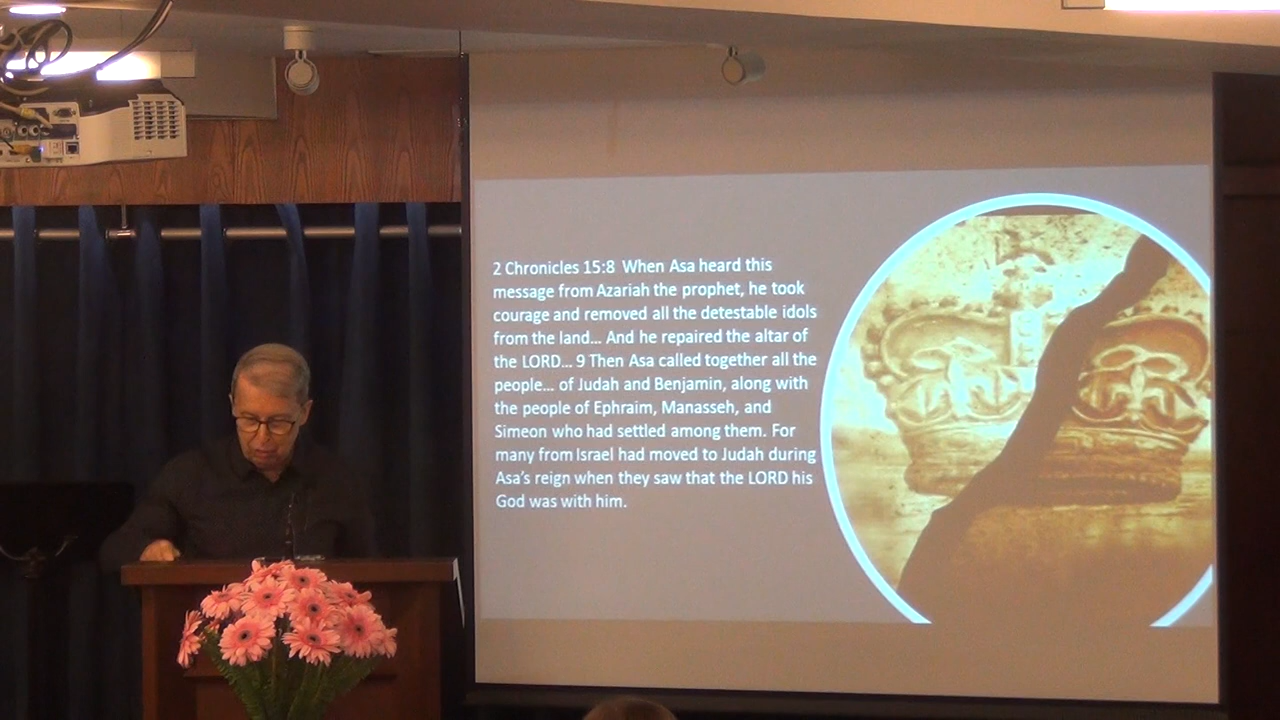 2 Chronicles 15:8  When Asa heard this
message from Azariah the prophet, he took
courage and removed all the detestable idols
from the land... And he repaired the altar of
the LORD... 9 Then Asa called together all the
people... of Judah and Benjamin, along with
the people of Ephraim, Manasseh, and
Simeon who had settled among them. For
many from Israel had moved to Judah during
Asa's reign when they saw that the LORD his
God was with him.